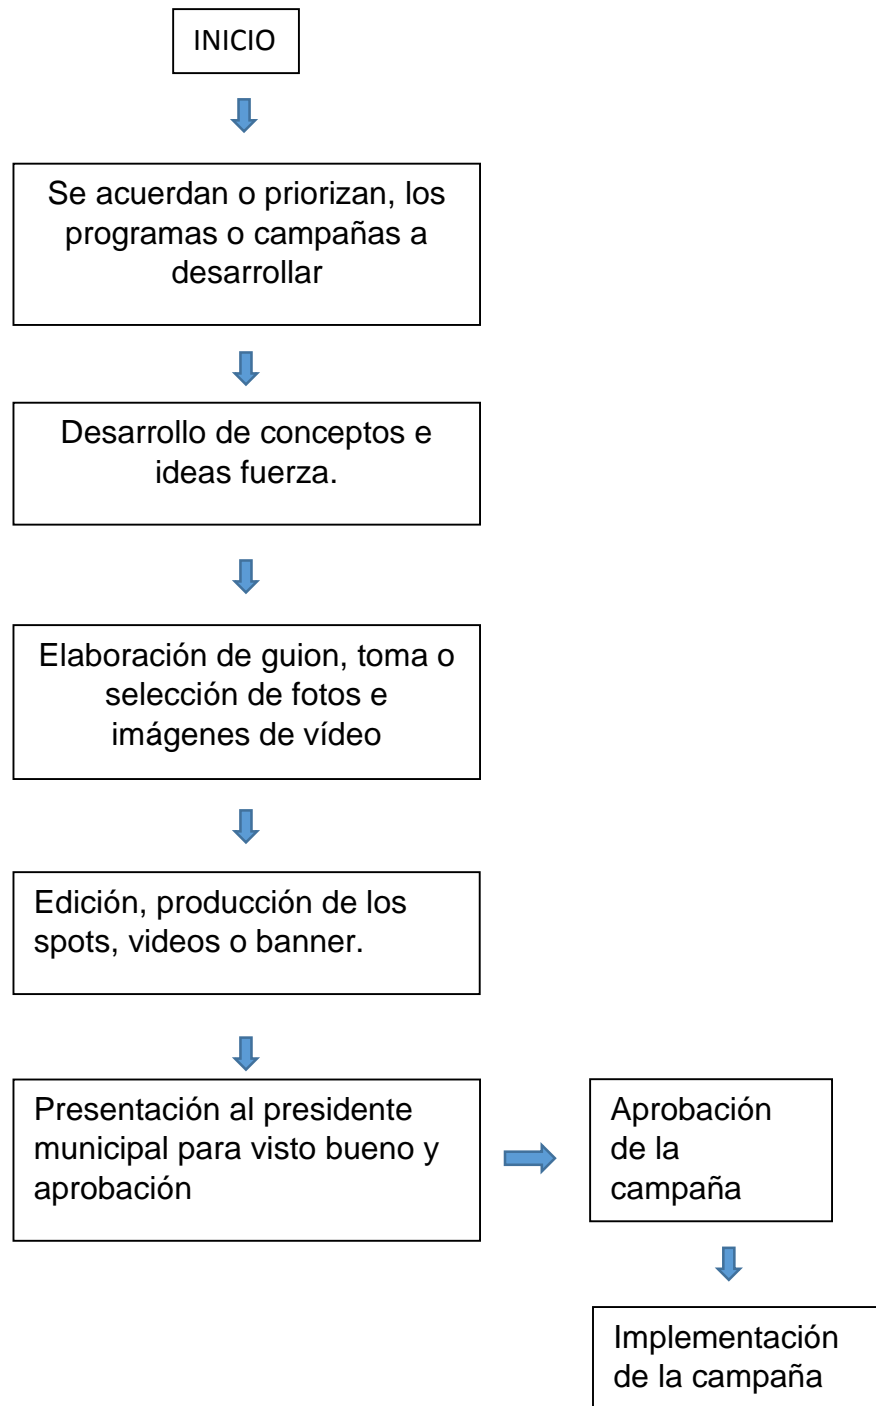 INICIO
Se acuerdan o priorizan, los
programas o campañas a
desarrollar
Desarrollo de conceptos e
ideas fuerza.
Elaboración de guion, toma o
selección de fotos e
imágenes de vídeo
Edición, producción de los
spots, videos o banner.
Presentación al presidente
municipal para visto bueno y
aprobación
Aprobación
de la
campaña
Implementación
de la campaña